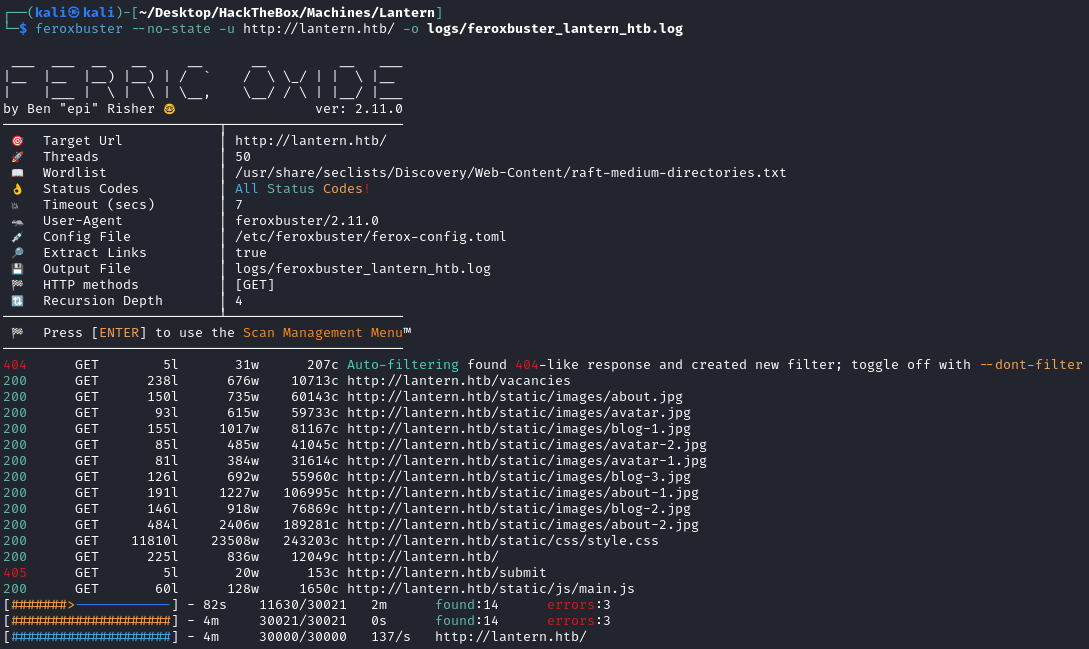 ┌──(kali㉿kali)-[~/Desktop/HackTheBox/Machines/Lantern]
└─$ feroxbuster --no-state -u http://lantern.htb/ -o logs/feroxbuster_lantern_htb.log
FERRIC OXIDE
by Ben "epi" Risher 🤓 ver: 2.11.0
🎯 Target Url │ http://lantern.htb/
🚀 Threads │ 50
📖 Wordlist │ /usr/share/seclists/Discovery/Web-Content/raft-medium-directories.txt
👌 Status Codes │ All Status Codes!
💥 Timeout (secs) │ 7
🦡 User-Agent │ feroxbuster/2.11.0
💉 Config File │ /etc/feroxbuster/ferox-config.toml
🔎 Extract Links │ true
💾 Output File │ logs/feroxbuster_lantern_htb.log
🏁 HTTP methods │ [GET]
🔃 Recursion Depth │ 4
🏁 Press [ENTER] to use the Scan Management Menu™
404 GET 5l 31w 207c Auto-filtering found 404-like response and created new filter; toggle off with --dont-filter
200 GET 238l 676w 10713c http://lantern.htb/vacancies
200 GET 150l 735w 60143c http://lantern.htb/static/images/about.jpg
200 GET 93l 615w 59733c http://lantern.htb/static/images/avatar.jpg
200 GET 155l 1017w 81167c http://lantern.htb/static/images/blog-1.jpg
200 GET 85l 485w 41045c http://lantern.htb/static/images/avatar-2.jpg
200 GET 81l 384w 31614c http://lantern.htb/static/images/avatar-1.jpg
200 GET 126l 692w 55960c http://lantern.htb/static/images/blog-3.jpg
200 GET 191l 1227w 106995c http://lantern.htb/static/images/about-1.jpg
200 GET 146l 918w 76869c http://lantern.htb/static/images/blog-2.jpg
200 GET 484l 2406w 189281c http://lantern.htb/static/images/about-2.jpg
200 GET 11810l 23508w 243203c http://lantern.htb/static/css/style.css
200 GET 225l 836w 12049c http://lantern.htb/
405 GET 5l 20w 153c http://lantern.htb/submit
200 GET 60l 128w 1650c http://lantern.htb/static/js/main.js
[#######>------------] - 82s 11630/30021 2m found:14 errors:3
[####################] - 4m 30021/30021 0s found:14 errors:3
[####################] - 4m 30000/30000 137/s http://lantern.htb/